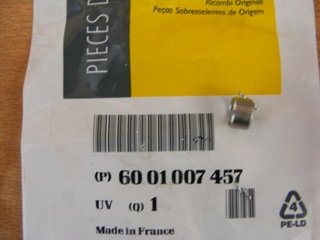 Ricambi Originali
Peças Sobresselentes de Origem
PIECES D
(P) 60 01 007 457
UV (Q) 1
Made in France
4
PE-LD